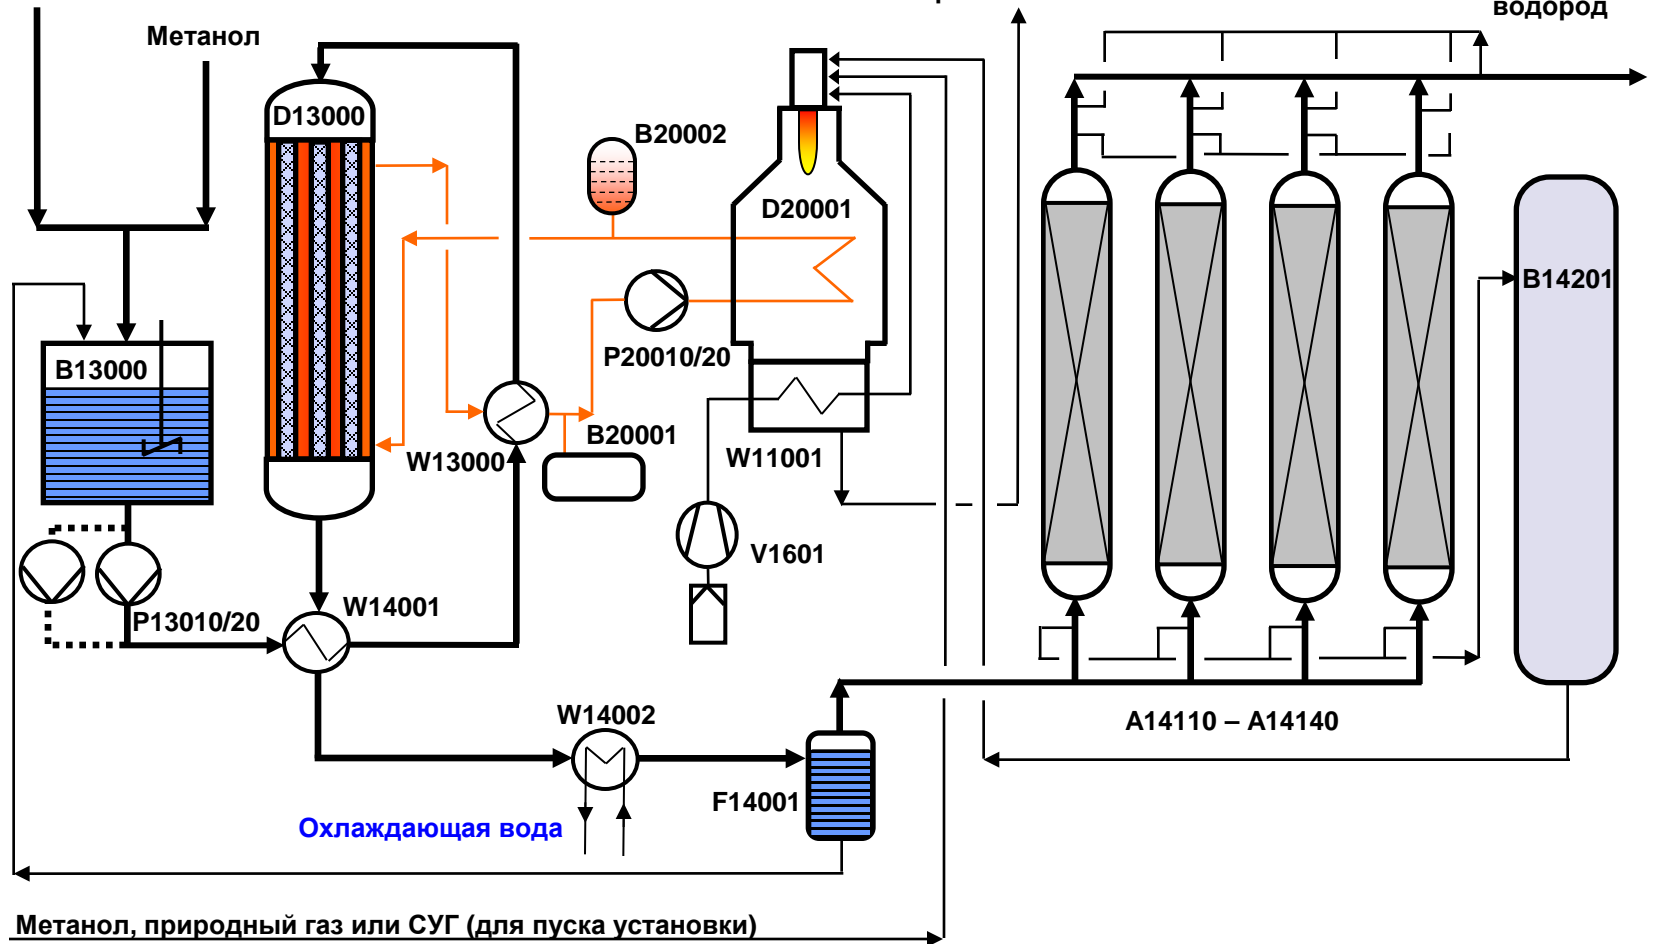 водород
Метанол
D13000
B20002
D20001
B14201
P20010/20
B13000
B20001
W13000
W11001
V1601
W14001
P13010/20
W14002
A14110 – A14140
F14001
Охлаждающая вода
Метанол, природный газ или СУГ (для пуска установки)